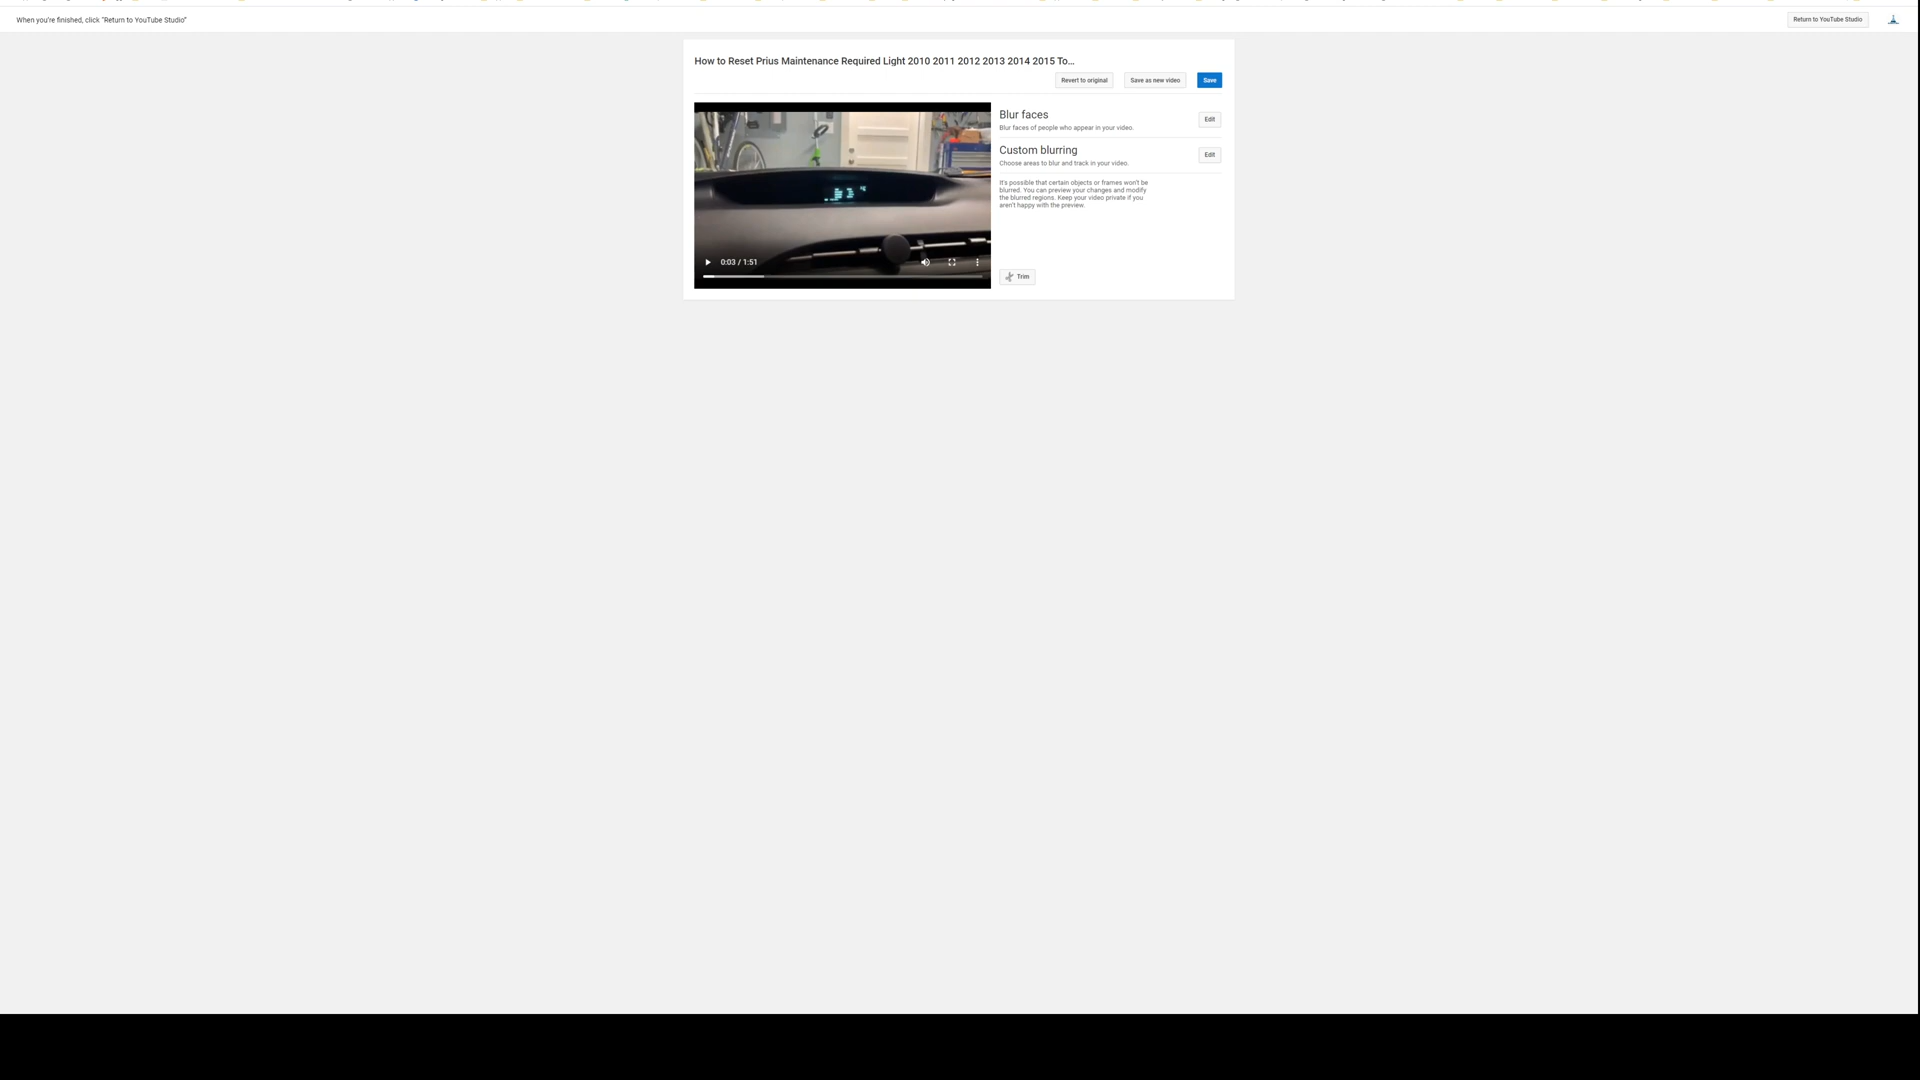 When you're finished, click "Return to YouTube Studio"
Return to YouTube Studio
How to Reset Prius Maintenance Required Light 2010 2011 2012 2013 2014 2015 To...
Revert to original
Save as new video
Save
Blur faces
Edit
Blur faces of people who appear in your video.
Custom blurring
Edit
Choose areas to blur and track in your video.
It's possible that certain objects or frames won't be
blurred. You can preview your changes and modify
the blurred regions. Keep your video private if you
aren't happy with the preview.
0:03 / 1:51
Trim